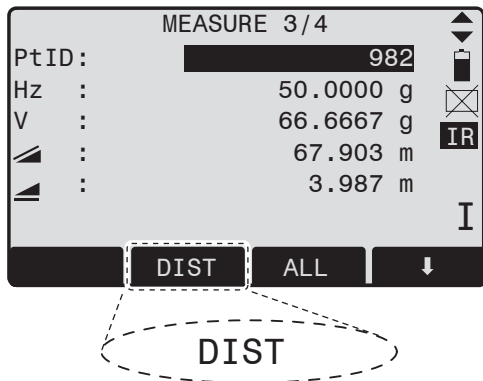 MEASURE 3/4
PtID: 982
Hz : 50.0000 g
V : 66.6667 g
: 67.903 m
: 3.987 m
IR
I
DIST ALL
DIST